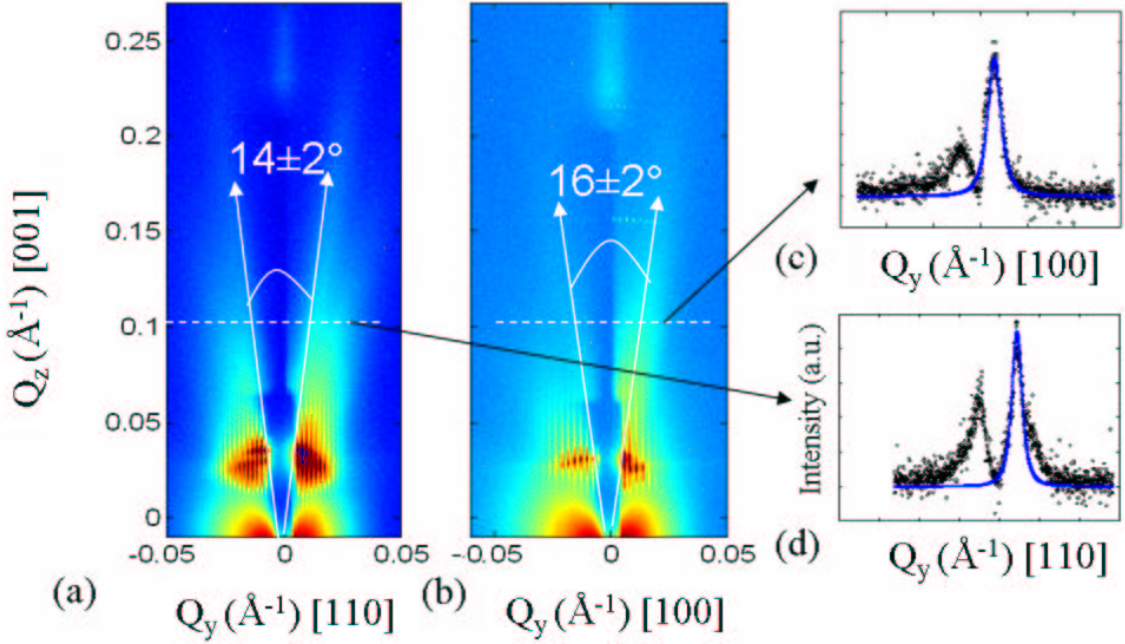 0.25
0.2
0.15
0.1
0.05
0
Q_z (Å⁻¹) [001]
14±2°
-0.05 0 0.05
(a)
Q_y (Å⁻¹) [110]
16±2°
-0.05 0 0.05
(b)
Q_y (Å⁻¹) [100]
(c)
Q_y (Å⁻¹) [100]
Intensity (a.u.)
(d)
Q_y (Å⁻¹) [110]